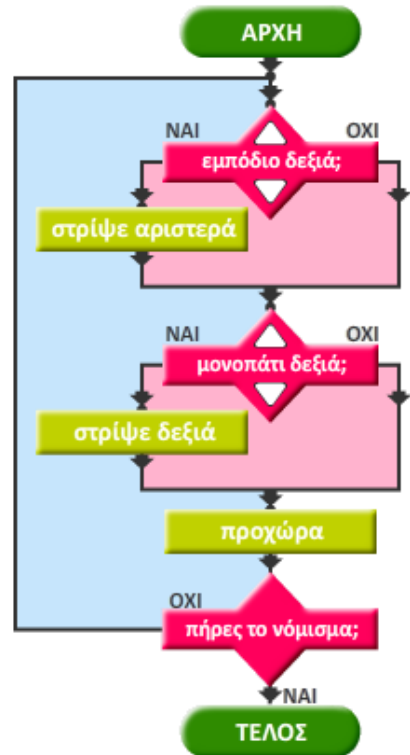 ΑΡΧΗ
ΝΑΙ ΟΧΙ
εμπόδιο δεξιά;
στρίψε αριστερά
ΝΑΙ ΟΧΙ
μονοπάτι δεξιά;
στρίψε δεξιά
προχώρα
ΟΧΙ
πήρες το νόμισμα;
ΝΑΙ
ΤΕΛΟΣ